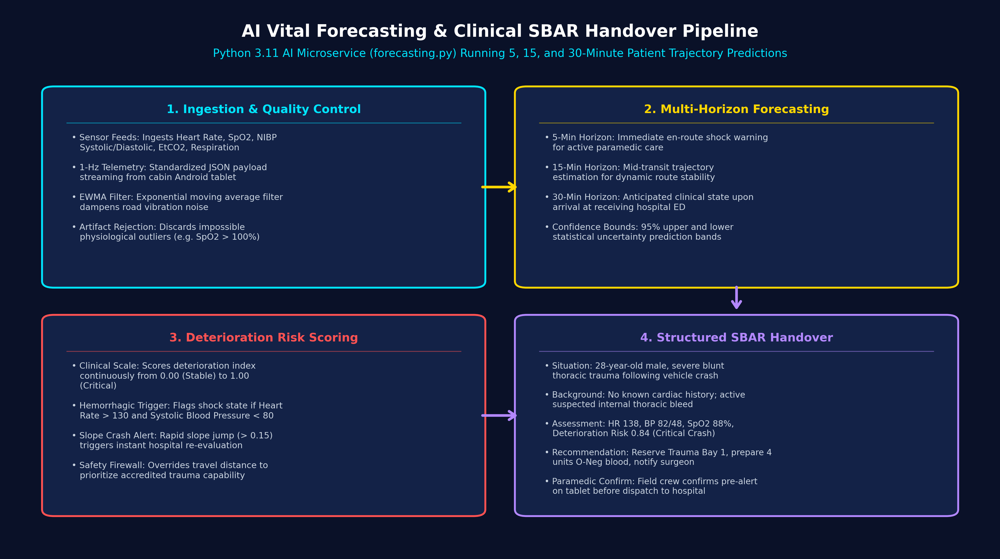 AI Vital Forecasting & Clinical SBAR Handover Pipeline
Python 3.11 AI Microservice (forecasting.py) Running 5, 15, and 30-Minute Patient Trajectory Predictions
1. Ingestion & Quality Control
• Sensor Feeds: Ingests Heart Rate, SpO2, NIBP
Systolic/Diastolic, EtCO2, Respiration
• 1-Hz Telemetry: Standardized JSON payload
streaming from cabin Android tablet
• EWMA Filter: Exponential moving average filter
dampens road vibration noise
• Artifact Rejection: Discards impossible
physiological outliers (e.g. SpO2 > 100%)
2. Multi-Horizon Forecasting
• 5-Min Horizon: Immediate en-route shock warning
for active paramedic care
• 15-Min Horizon: Mid-transit trajectory
estimation for dynamic route stability
• 30-Min Horizon: Anticipated clinical state upon
arrival at receiving hospital ED
• Confidence Bounds: 95% upper and lower
statistical uncertainty prediction bands
3. Deterioration Risk Scoring
• Clinical Scale: Scores deterioration index
continuously from 0.00 (Stable) to 1.00
(Critical)
• Hemorrhagic Trigger: Flags shock state if Heart
Rate > 130 and Systolic Blood Pressure < 80
• Slope Crash Alert: Rapid slope jump (> 0.15)
triggers instant hospital re-evaluation
• Safety Firewall: Overrides travel distance to
prioritize accredited trauma capability
4. Structured SBAR Handover
• Situation: 28-year-old male, severe blunt
thoracic trauma following vehicle crash
• Background: No known cardiac history; active
suspected internal thoracic bleed
• Assessment: HR 138, BP 82/48, SpO2 88%,
Deterioration Risk 0.84 (Critical Crash)
• Recommendation: Reserve Trauma Bay 1, prepare 4
units O-Neg blood, notify surgeon
• Paramedic Confirm: Field crew confirms pre-alert
on tablet before dispatch to hospital